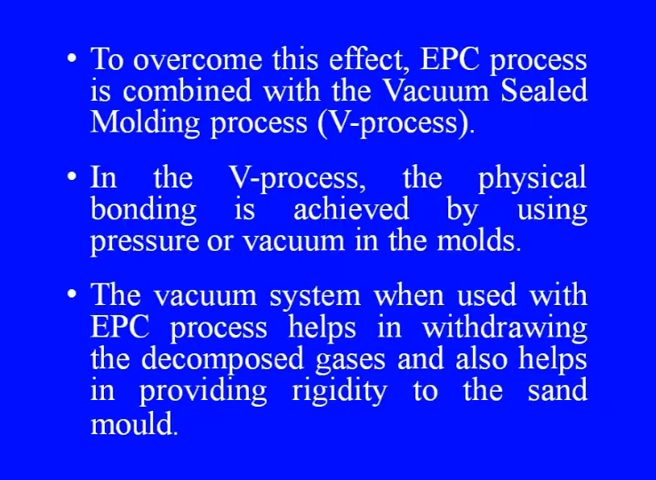 • To overcome this effect, EPC process
is combined with the Vacuum Sealed
Molding process (V-process).
• In the V-process, the physical
bonding is achieved by using
pressure or vacuum in the molds.
• The vacuum system when used with
EPC process helps in withdrawing
the decomposed gases and also helps
in providing rigidity to the sand
mould.